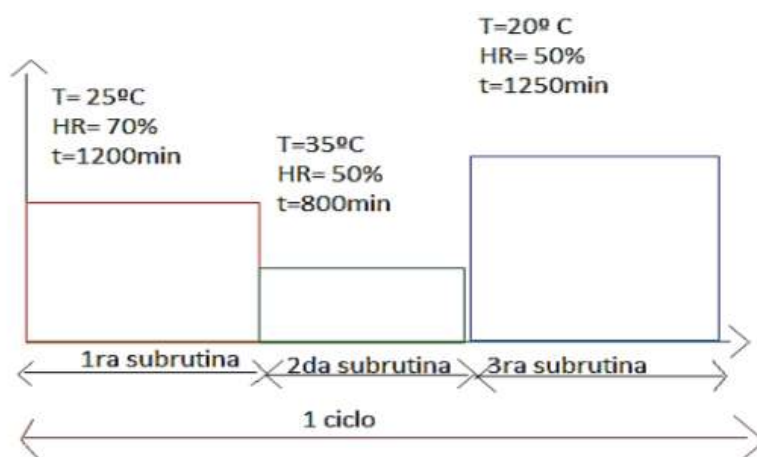 T= 25ºC
HR= 70%
t=1200min
T=35ºC
HR= 50%
t=800min
T=20º C
HR= 50%
t=1250min
1ra subrutina
2da subrutina
3ra subrutina
1 ciclo